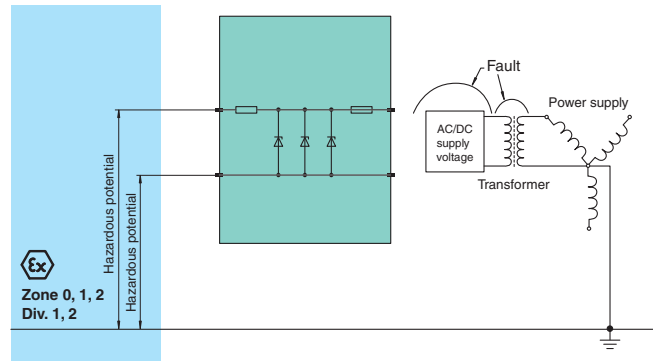 Fault
Power supply
AC/DC
supply
voltage
Transformer
Hazardous potential
Hazardous potential
Ex
Zone 0, 1, 2
Div. 1, 2